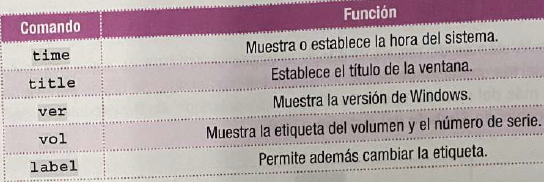 Comando Función
time Muestra o establece la hora del sistema.
title Establece el título de la ventana.
ver Muestra la versión de Windows.
vol Muestra la etiqueta del volumen y el número de serie.
label Permite además cambiar la etiqueta.